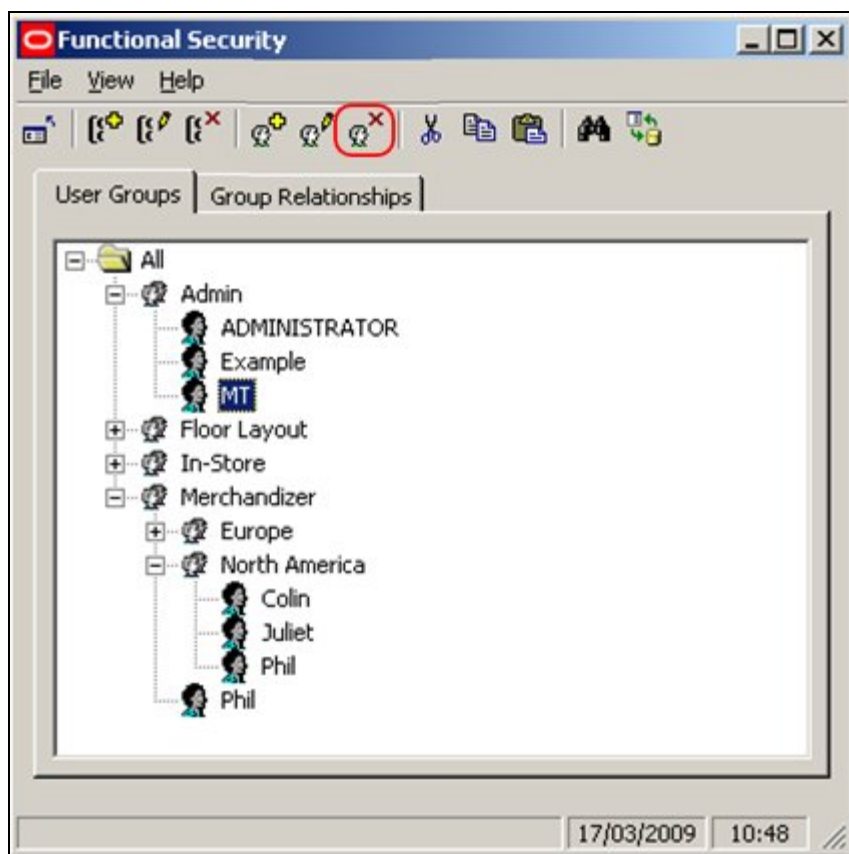 Functional Security
File View Help
User Groups Group Relationships
All
Admin
ADMINISTRATOR
Example
MT
Floor Layout
In-Store
Merchandizer
Europe
North America
Colin
Juliet
Phil
Phil
17/03/2009 10:48